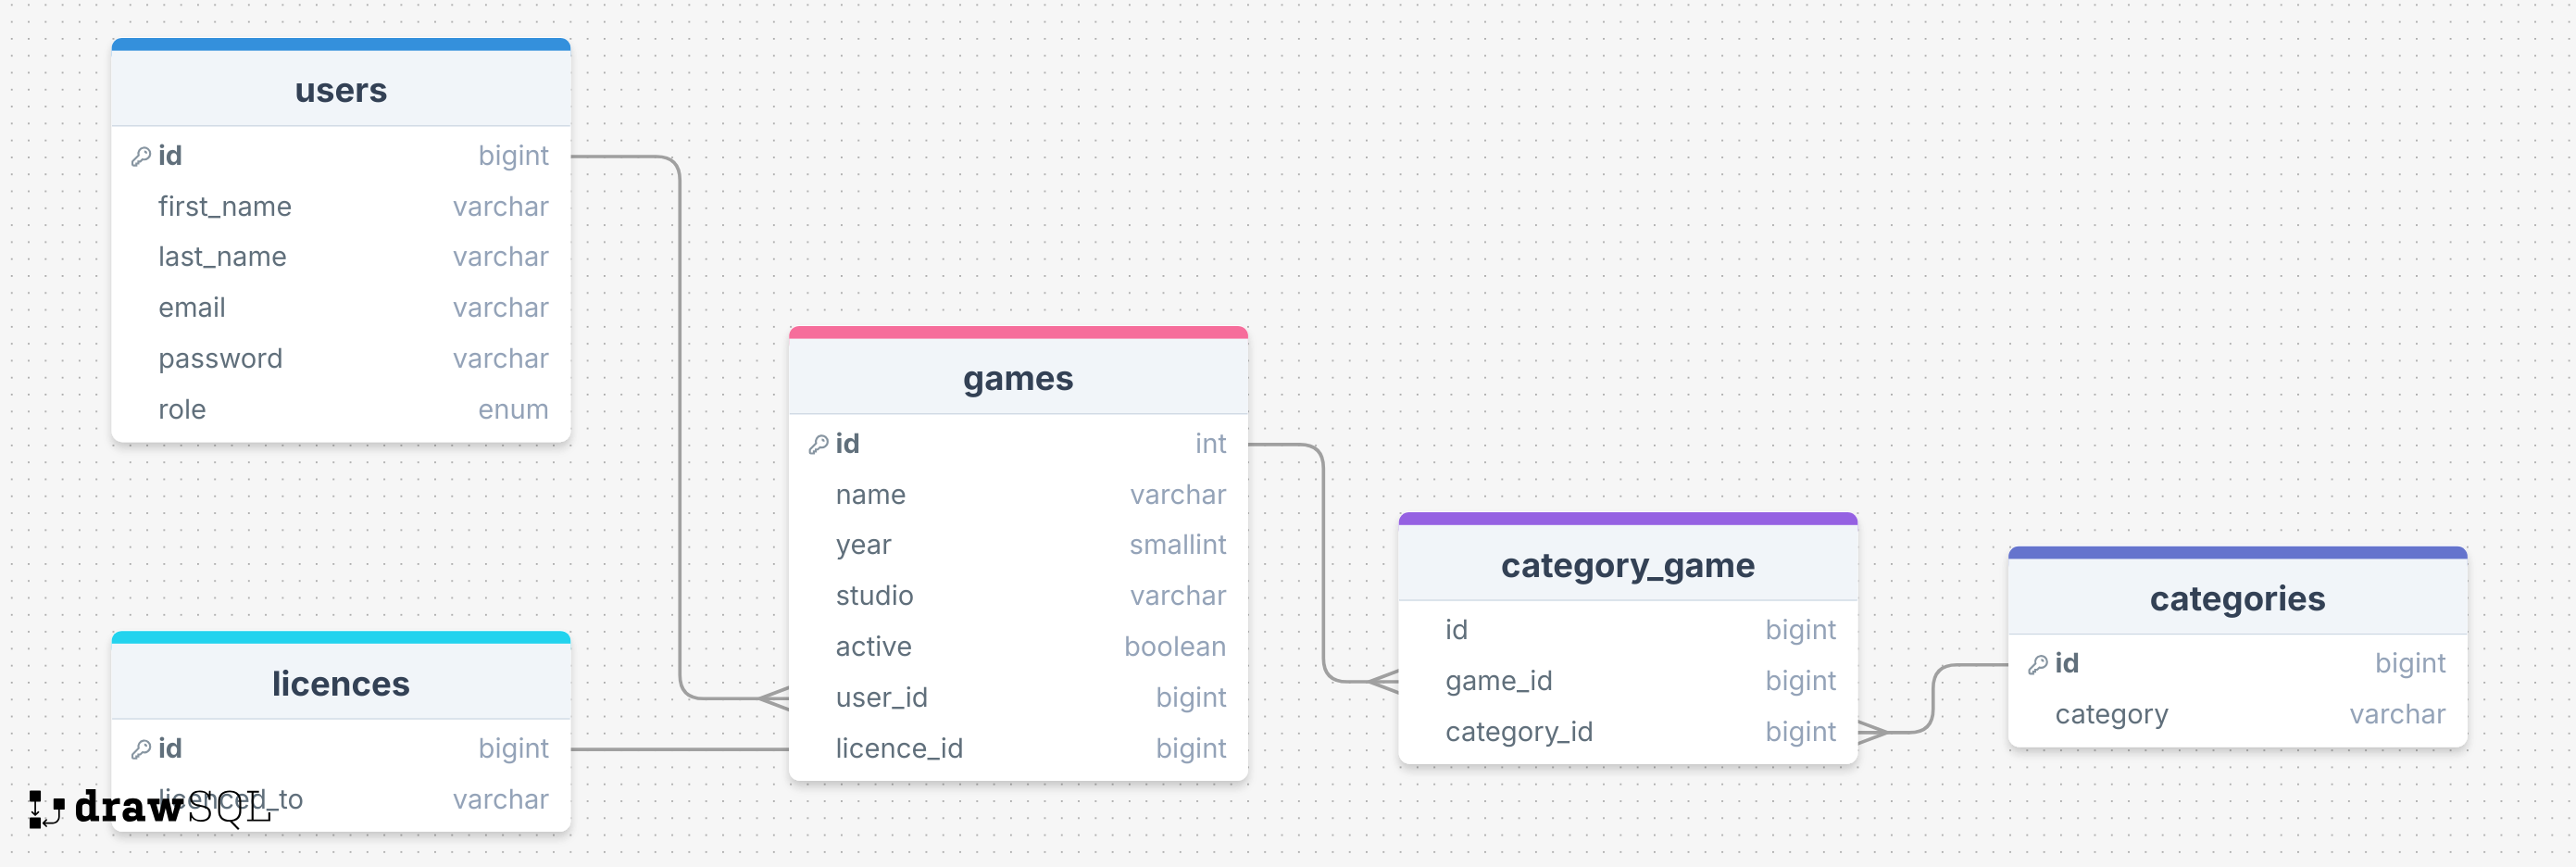 users
id bigint
first_name varchar
last_name varchar
email varchar
password varchar
role enum
licences
id bigint
licenced_to varchar
drawSQL
games
id int
name varchar
year smallint
studio varchar
active boolean
user_id bigint
licence_id bigint
category_game
id bigint
game_id bigint
category_id bigint
categories
id bigint
category varchar